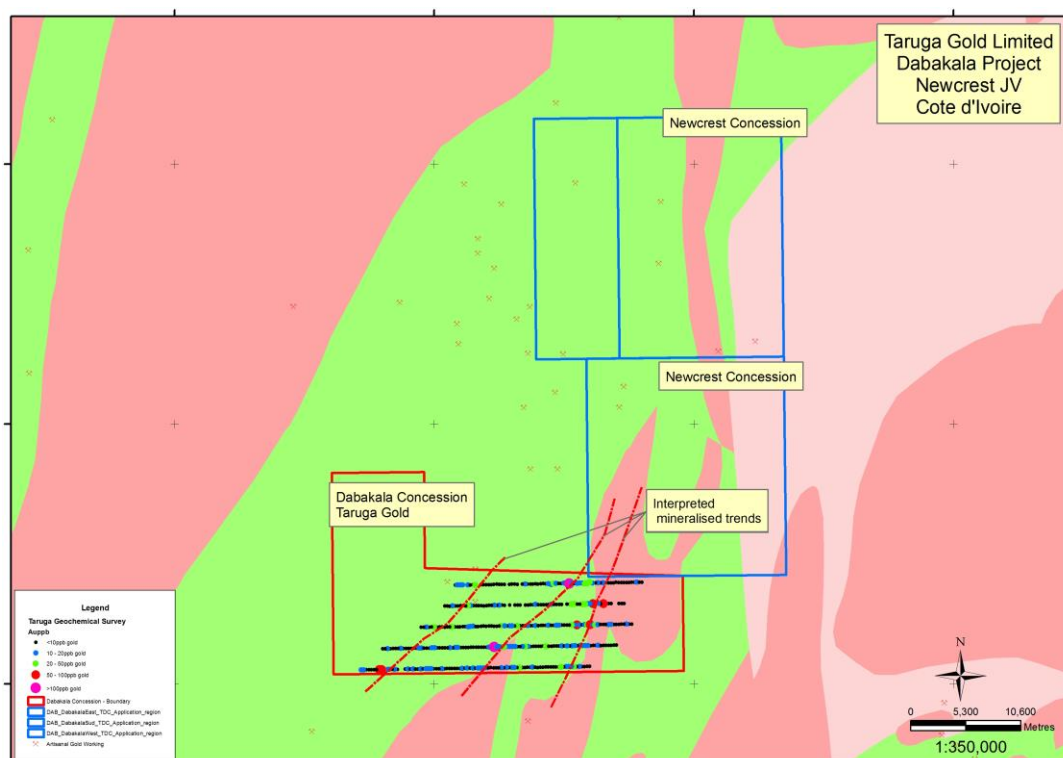 Taruga Gold Limited
Dabakala Project
Newcrest JV
Cote d'Ivoire
Newcrest Concession
Newcrest Concession
Dabakala Concession
Taruga Gold
Interpreted
mineralised trends
Legend
Taruga Geochemical Survey
Auppb
<10ppb gold
10 - 20ppb gold
20 - 50ppb gold
50 - 100ppb gold
>100ppb gold
Dabakala Concession - Boundary
DAB_DabakalaEast_TDC_Application_region
DAB_DabakalaSud_TDC_Application_region
DAB_DabakalaWest_TDC_Application_region
Artisanal Gold Working
N
0 5,300 10,600
Metres
1:350,000